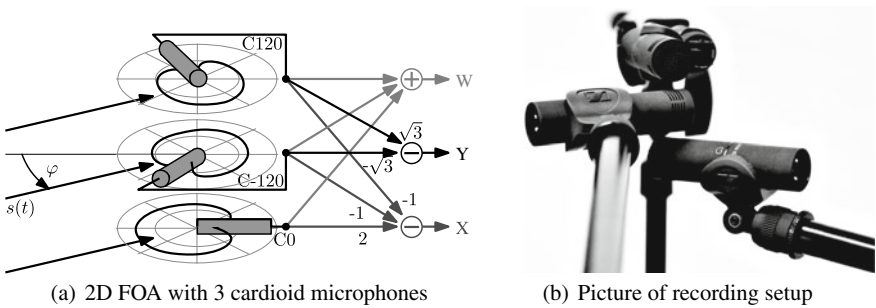 C120
W
√3
φ
-√3
Y
C-120
s(t)
-1
-1
C0
2
X
(a) 2D FOA with 3 cardioid microphones
(b) Picture of recording setup